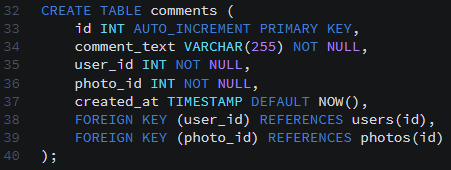 32 CREATE TABLE comments (
33     id INT AUTO_INCREMENT PRIMARY KEY,
34     comment_text VARCHAR(255) NOT NULL,
35     user_id INT NOT NULL,
36     photo_id INT NOT NULL,
37     created_at TIMESTAMP DEFAULT NOW(),
38     FOREIGN KEY (user_id) REFERENCES users(id),
39     FOREIGN KEY (photo_id) REFERENCES photos(id)
40 );